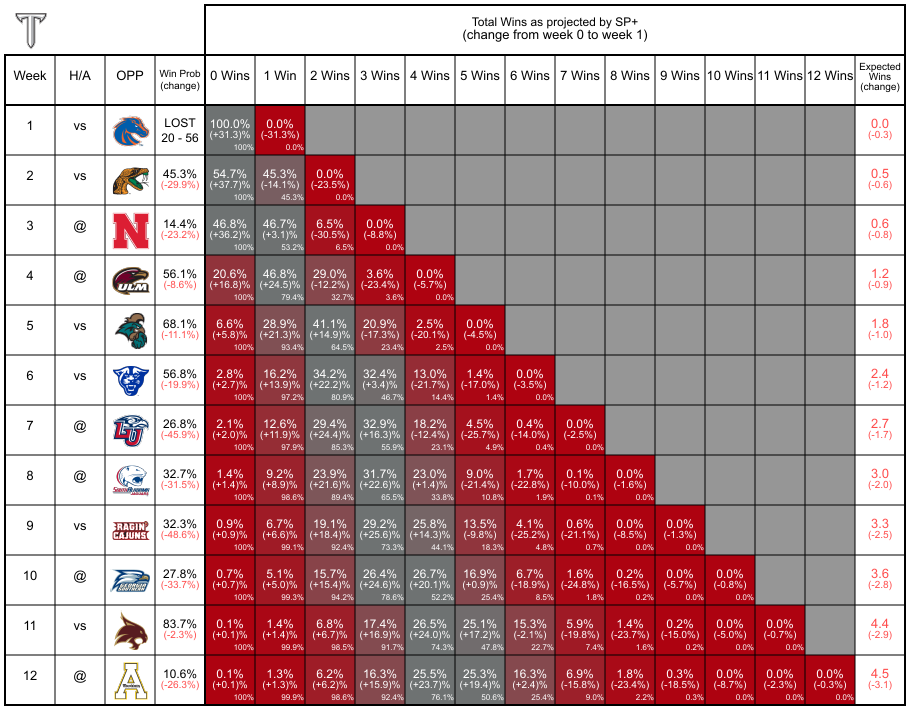 Total Wins as projected by SP+
(change from week 0 to week 1)
Week H/A OPP Win Prob (change) 0 Wins 1 Win 2 Wins 3 Wins 4 Wins 5 Wins 6 Wins 7 Wins 8 Wins 9 Wins 10 Wins 11 Wins 12 Wins Expected Wins (change)
1 vs LOST 100.0% 0.0% 0.0
20 - 56 (+31.3)% (-31.3%) (-0.3)
100% 0.0%
2 vs 45.3% 54.7% 45.3% 0.0% 0.5
(-29.9%) (+37.7)% (-14.1%) (-23.5%) (-0.6)
100% 45.3% 0.0%
3 @ N 14.4% 46.8% 46.7% 6.5% 0.0% 0.6
(-23.2%) (+36.2)% (+3.1)% (-30.5%) (-8.8%) (-0.8)
100% 53.2% 6.5% 0.0%
4 @ ULM 56.1% 20.6% 46.8% 29.0% 3.6% 0.0% 1.2
(-8.6%) (+16.8)% (+24.5)% (-12.2%) (-23.4%) (-5.7%) (-0.9)
100% 79.4% 32.7% 3.6% 0.0%
5 vs 68.1% 6.6% 28.9% 41.1% 20.9% 2.5% 0.0% 1.8
(-11.1%) (+5.8)% (+21.3)% (+14.9)% (-17.3%) (-20.1%) (-4.5%) (-1.0)
100% 93.4% 64.5% 23.4% 2.5% 0.0%
6 vs 56.8% 2.8% 16.2% 34.2% 32.4% 13.0% 1.4% 0.0% 2.4
(-19.9%) (+2.7)% (+13.9)% (+22.2)% (+3.4)% (-21.7%) (-17.0%) (-3.5%) (-1.2)
100% 97.2% 80.9% 46.7% 14.4% 1.4% 0.0%
7 @ LU 26.8% 2.1% 12.6% 29.4% 32.9% 18.2% 4.5% 0.4% 0.0% 2.7
(-45.9%) (+2.0)% (+11.9)% (+24.4)% (+16.3)% (-12.4%) (-25.7%) (-14.0%) (-2.5%) (-1.7)
100% 97.9% 85.3% 55.9% 23.1% 4.9% 0.4% 0.0%
8 @ SOUTH ALABAMA JAGUARS 32.7% 1.4% 9.2% 23.9% 31.7% 23.0% 9.0% 1.7% 0.1% 0.0% 3.0
(-31.5%) (+1.4)% (+8.9)% (+21.6)% (+22.6)% (+1.4)% (-21.4%) (-22.8%) (-10.0%) (-1.6%) (-2.0)
100% 98.6% 89.4% 65.5% 33.8% 10.8% 1.9% 0.1% 0.0%
9 vs RAGIN' CAJUNS 32.3% 0.9% 6.7% 19.1% 29.2% 25.8% 13.5% 4.1% 0.6% 0.0% 0.0% 3.3
(-48.6%) (+0.9)% (+6.6)% (+18.4)% (+25.6)% (+14.3)% (-9.8%) (-25.2%) (-21.1%) (-8.5%) (-1.3%) (-2.5)
100% 99.1% 92.4% 73.3% 44.1% 18.3% 4.8% 0.7% 0.0% 0.0%
10 @ GEORGIA SOUTHERN 27.8% 0.7% 5.1% 15.7% 26.4% 26.7% 16.9% 6.7% 1.6% 0.2% 0.0% 0.0% 3.6
(-33.7%) (+0.7)% (+5.0)% (+15.4)% (+24.6)% (+20.1)% (+0.9)% (-18.9%) (-24.8%) (-16.5%) (-5.7%) (-0.8%) (-2.8)
100% 99.3% 94.2% 78.6% 52.2% 25.4% 8.5% 1.8% 0.2% 0.0% 0.0%
11 vs 83.7% 0.1% 1.4% 6.8% 17.4% 26.5% 25.1% 15.3% 5.9% 1.4% 0.2% 0.0% 0.0% 4.4
(-2.3%) (+0.1)% (+1.4)% (+6.7)% (+16.9)% (+24.0)% (+17.2)% (-2.1%) (-19.8%) (-23.7%) (-15.0%) (-5.0%) (-0.7%) (-2.9)
100% 99.9% 98.5% 91.7% 74.3% 47.8% 22.7% 7.4% 1.6% 0.2% 0.0% 0.0%
12 @ A 10.6% 0.1% 1.3% 6.2% 16.3% 25.5% 25.3% 16.3% 6.9% 1.8% 0.3% 0.0% 0.0% 0.0% 4.5
(-26.3%) (+0.1)% (+1.3)% (+6.2)% (+15.9)% (+23.7)% (+19.4)% (+2.4)% (-15.8%) (-23.4%) (-18.5%) (-8.7%) (-2.3%) (-0.3%) (-3.1)
100% 99.9% 98.6% 92.4% 76.1% 50.6% 25.4% 9.0% 2.2% 0.3% 0.0% 0.0% 0.0%